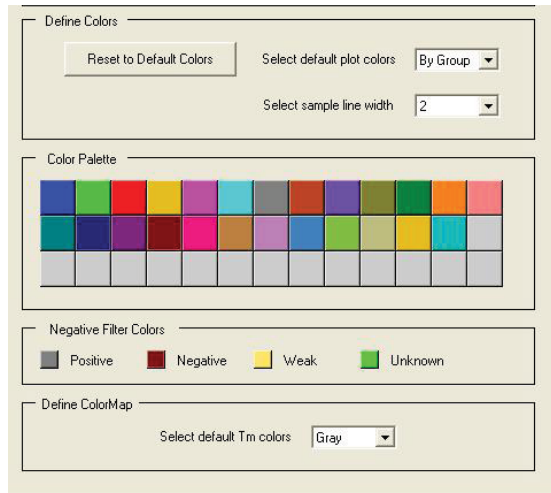 Define Colors
Reset to Default Colors Select default plot colors By Group
Select sample line width 2
Color Palette
Negative Filter Colors
Positive Negative Weak Unknown
Define ColorMap
Select default Tm colors Gray